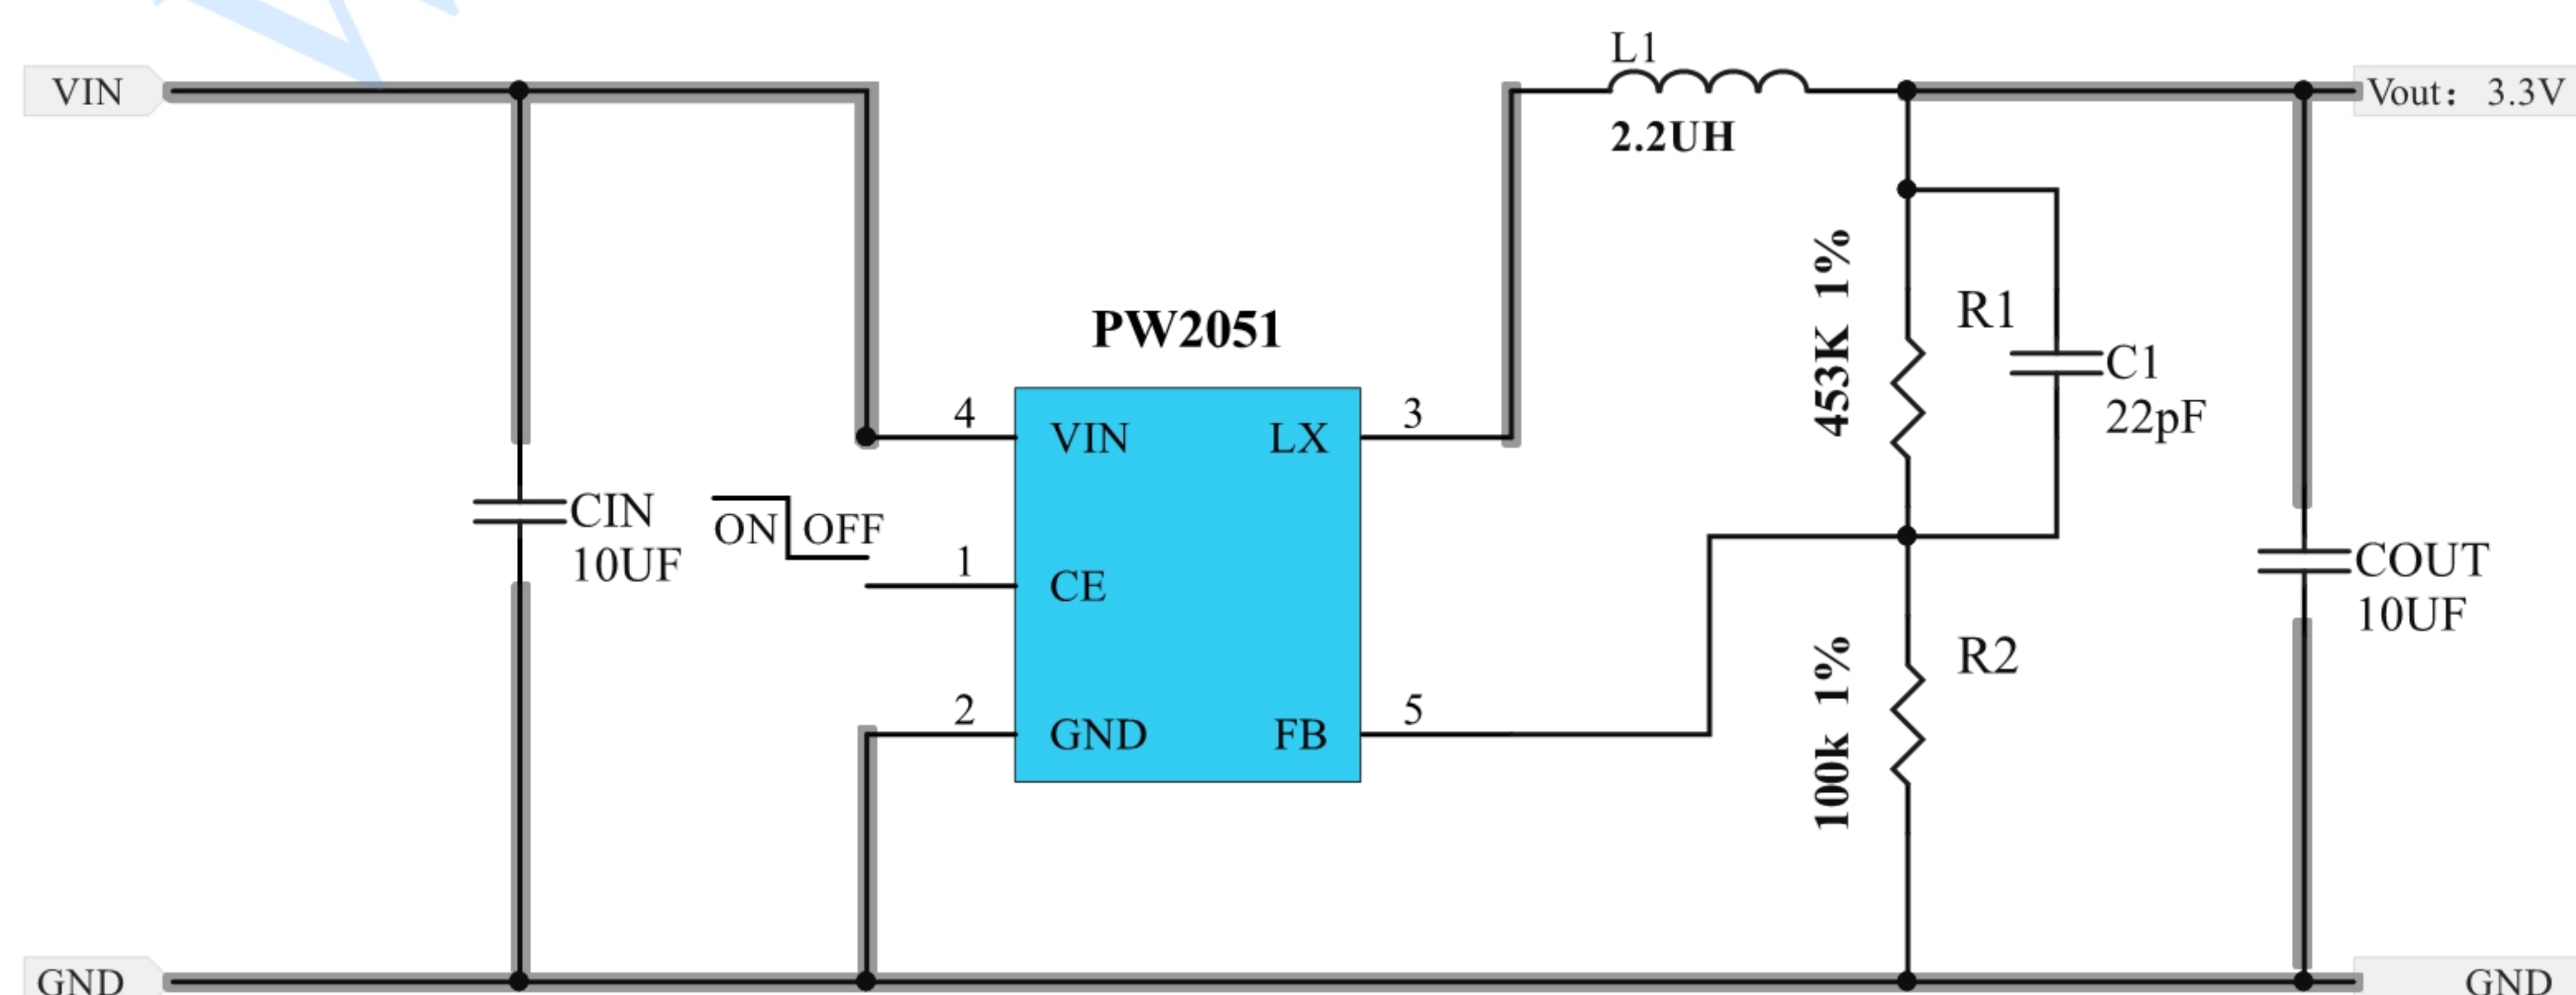 L1
VIN
Vout： 3.3V
2.2UH
453K 1%
R1
PW2051
C1
22pF
4
VIN
LX
3
CIN
10UF
ON
OFF
1
CE
COUT
10UF
100k 1%
R2
2
GND
FB
5
GND
GND